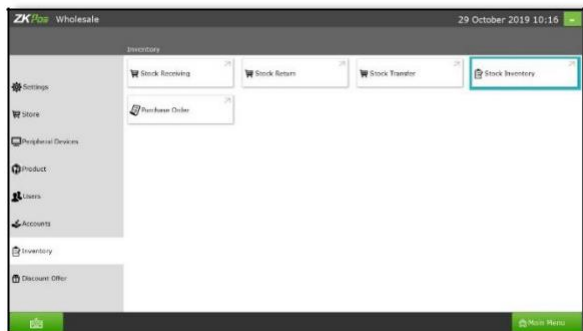 ZKPos Wholesale
29 October 2019 10:16
Inventory
Stock Receiving
Stock Return
Stock Transfer
Stock Inventory
Purchase Order
Settings
Store
Peripheral Devices
Product
Users
Accounts
Inventory
Discount Offer
Main Menu